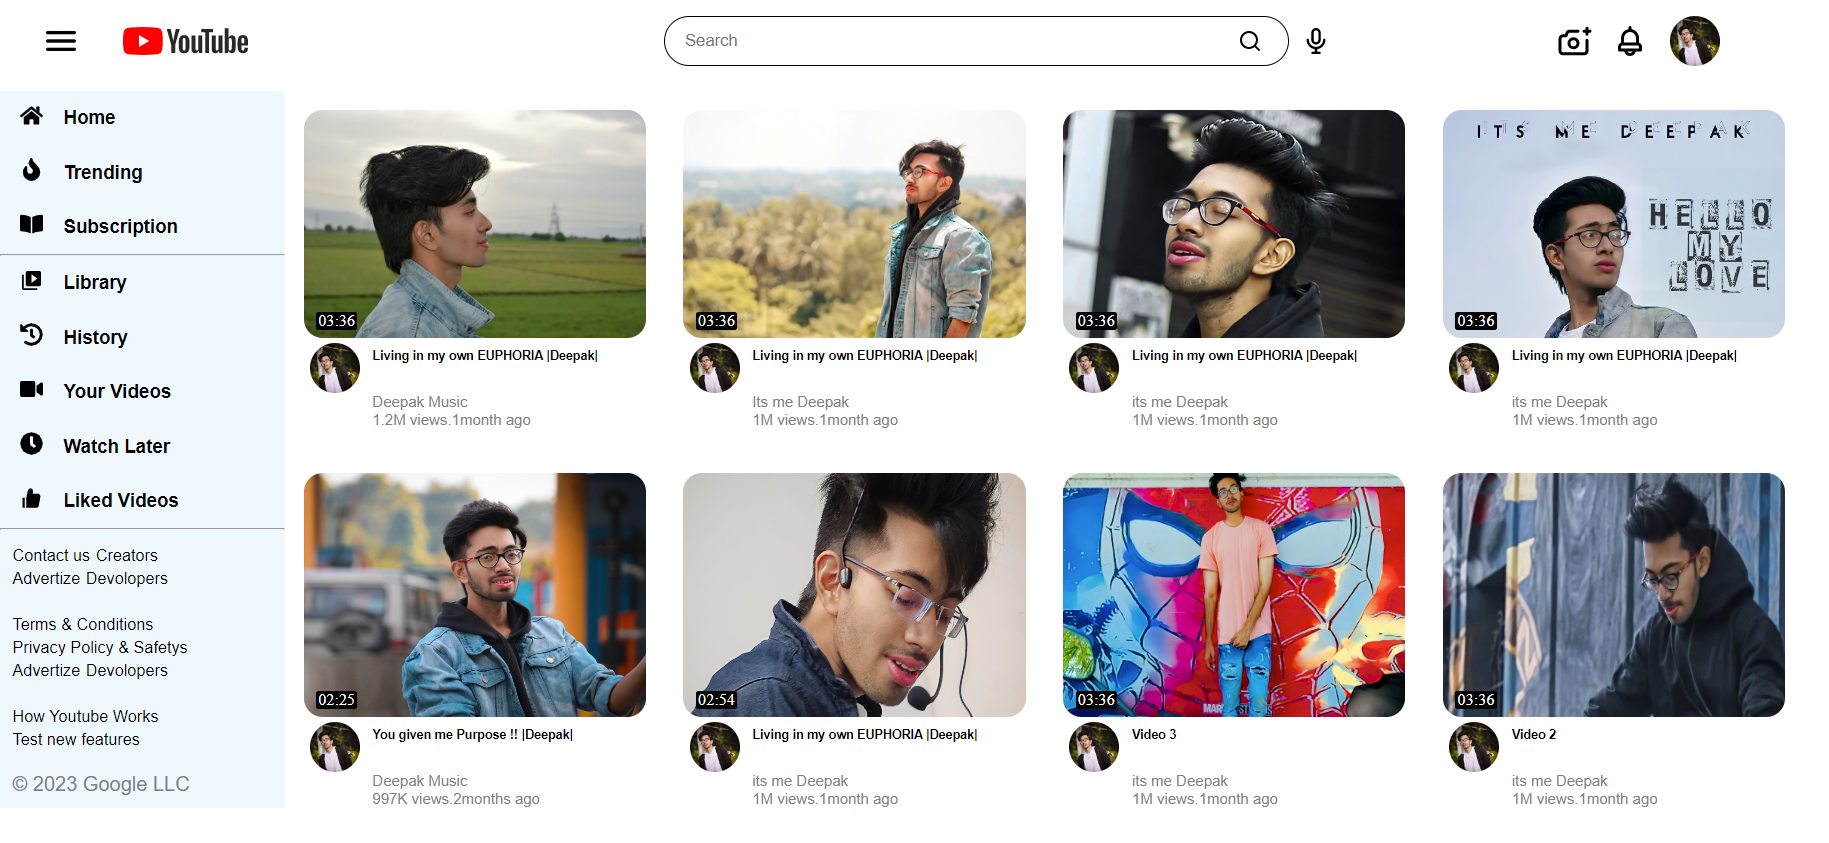 YouTube
Search
Home
Trending
Subscription
Library
History
Your Videos
Watch Later
Liked Videos
Contact us Creators
Advertize Devolopers
Terms & Conditions
Privacy Policy & Safetys
Advertize Devolopers
How Youtube Works
Test new features
© 2023 Google LLC
03:36
Living in my own EUPHORIA |Deepak|
Deepak Music
1.2M views.1month ago
03:36
Living in my own EUPHORIA |Deepak|
Its me Deepak
1M views.1month ago
03:36
Living in my own EUPHORIA |Deepak|
its me Deepak
1M views.1month ago
ITS ME DEEPAK
HELLO
MY
LOVE
03:36
Living in my own EUPHORIA |Deepak|
its me Deepak
1M views.1month ago
02:25
You given me Purpose !! |Deepak|
Deepak Music
997K views.2months ago
02:54
Living in my own EUPHORIA |Deepak|
its me Deepak
1M views.1month ago
03:36
Video 3
its me Deepak
1M views.1month ago
03:36
Video 2
its me Deepak
1M views.1month ago